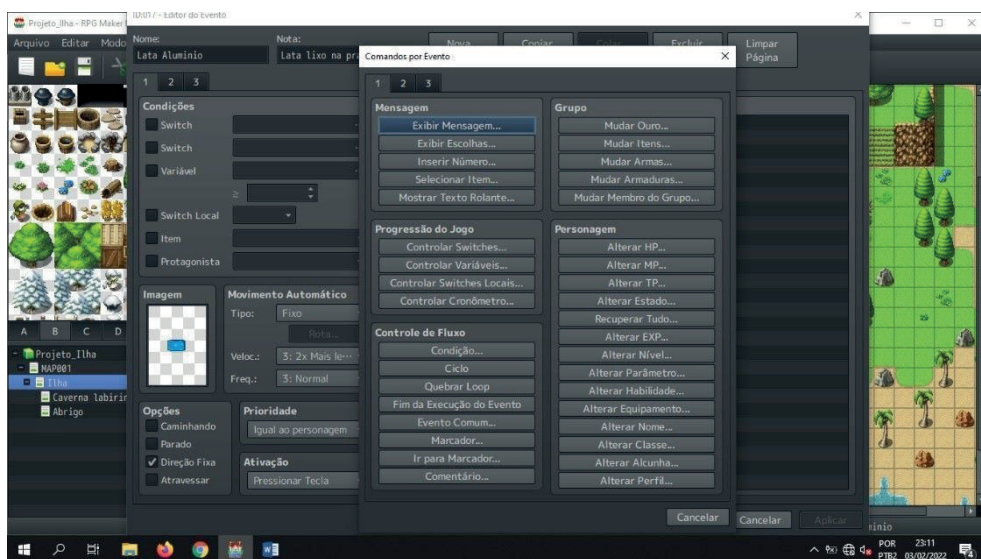 Projeto_Ilha - RPG Maker
ID:017 - Editor do Evento
Arquivo Editar Modo
Nome:
Nota:
Lata Aluminio
Lata lixo na pra
Nova
Copiar
Colar
Excluir
Limpar
Página
1 2 3
Condições
Switch
Switch
Variável
≥
Switch Local
Item
Protagonista
Imagem
Movimento Automático
Tipo: Fixo
Rota...
Veloc.: 3: 2x Mais le...
Freq.: 3: Normal
Opções
Caminhando
Parado
Direção Fixa
Atravessar
Prioridade
Igual ao personagem
Ativação
Pressionar Tecla
Comandos por Evento
1 2 3
Mensagem
Exibir Mensagem...
Exibir Escolhas...
Inserir Número...
Selecionar Item...
Mostrar Texto Rolante...
Progressão do Jogo
Controlar Switches...
Controlar Variáveis...
Controlar Switches Locais...
Controlar Cronômetro...
Controle de Fluxo
Condição...
Ciclo
Quebrar Loop
Fim da Execução do Evento
Evento Comum...
Marcador...
Ir para Marcador...
Comentário...
Grupo
Mudar Ouro...
Mudar Itens...
Mudar Armas...
Mudar Armaduras...
Mudar Membro do Grupo...
Personagem
Alterar HP...
Alterar MP...
Alterar TP...
Alterar Estado...
Recuperar Tudo...
Alterar EXP...
Alterar Nível...
Alterar Parâmetro...
Alterar Habilidade...
Alterar Equipamento...
Alterar Nome...
Alterar Classe...
Alterar Alcunha...
Alterar Perfil...
Cancelar
Cancelar
Aplicar
A B C D
Projeto_Ilha
MAP001
Ilha
Caverna labirin
Abrigo
POR
PTB2
23:11
03/02/2022